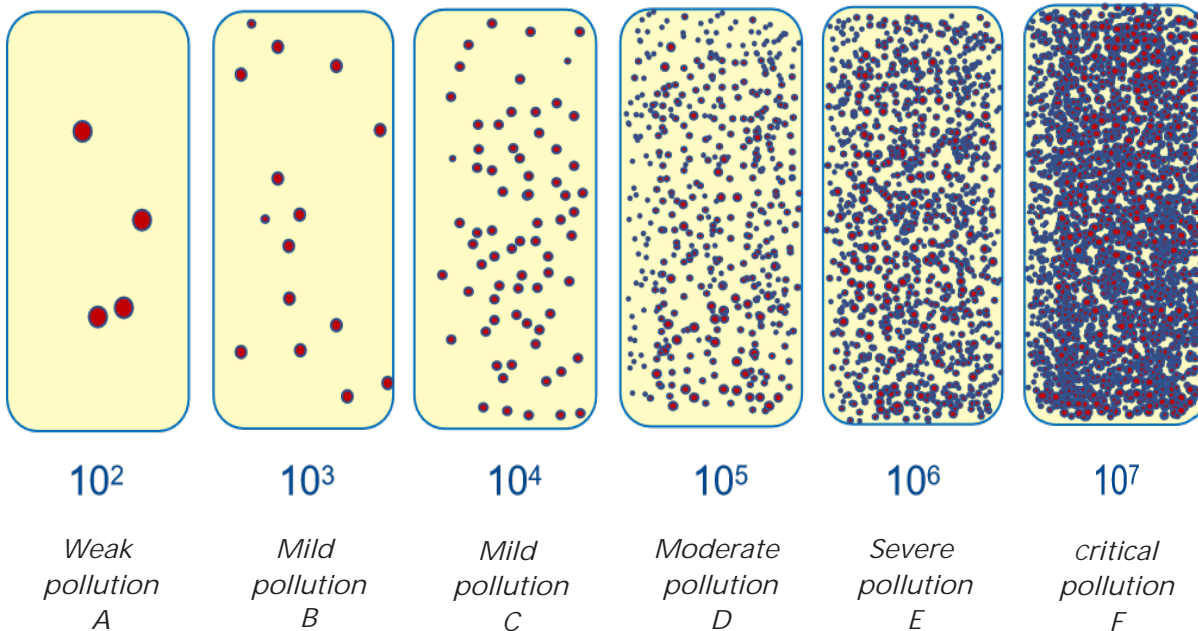 10² 10³ 10⁴ 10⁵ 10⁶ 10⁷
Weak Mild Mild Moderate Severe critical
pollution pollution pollution pollution pollution pollution
A B C D E F